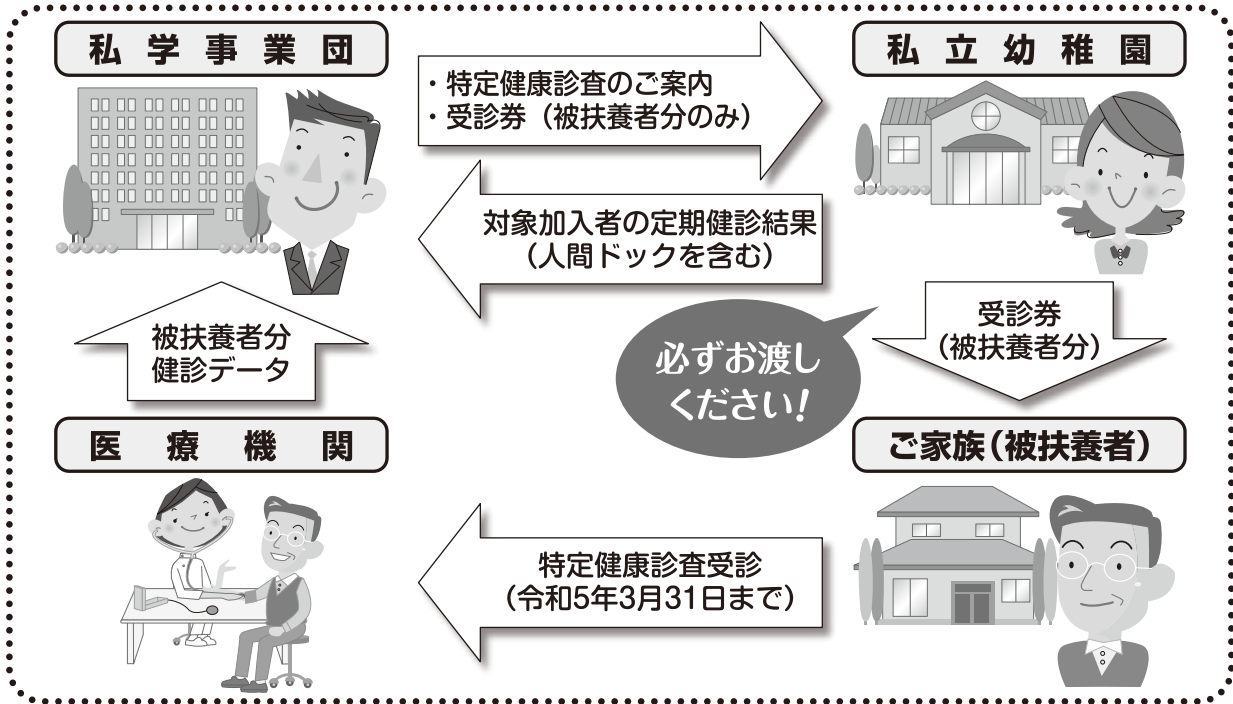 私学事業団
私立幼稚園
・特定健康診査のご案内
・受診券（被扶養者分のみ）
対象加入者の定期健診結果
（人間ドックを含む）
被扶養者分
健診データ
必ずお渡し
ください!
受診券
（被扶養者分）
医療機関
ご家族（被扶養者）
特定健康診査受診
（令和5年3月31日まで）